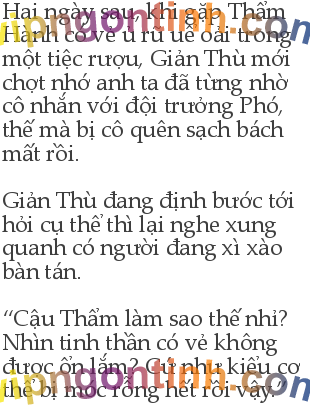 Hai ngày sau, khi gặp Thẩm
Hành có vẻ ủ rũ uể oải trong
một tiệc rượu, Giản Thù mới
chợt nhớ anh ta đã từng nhờ
cô nhắn với đội trưởng Phó,
thế mà bị cô quên sạch bách
mất rồi.
Giản Thù đang định bước tới
hỏi cụ thể thì lại nghe xung
quanh có người đang xì xào
bàn tán.
“Cậu Thẩm làm sao thế nhỉ?
Nhìn tinh thần có vẻ không
được ổn lắm? Cứ như kiểu cơ
thể bị móc rỗng hết rồi vậy.”
vipngontinh.com
vipngontinh.com